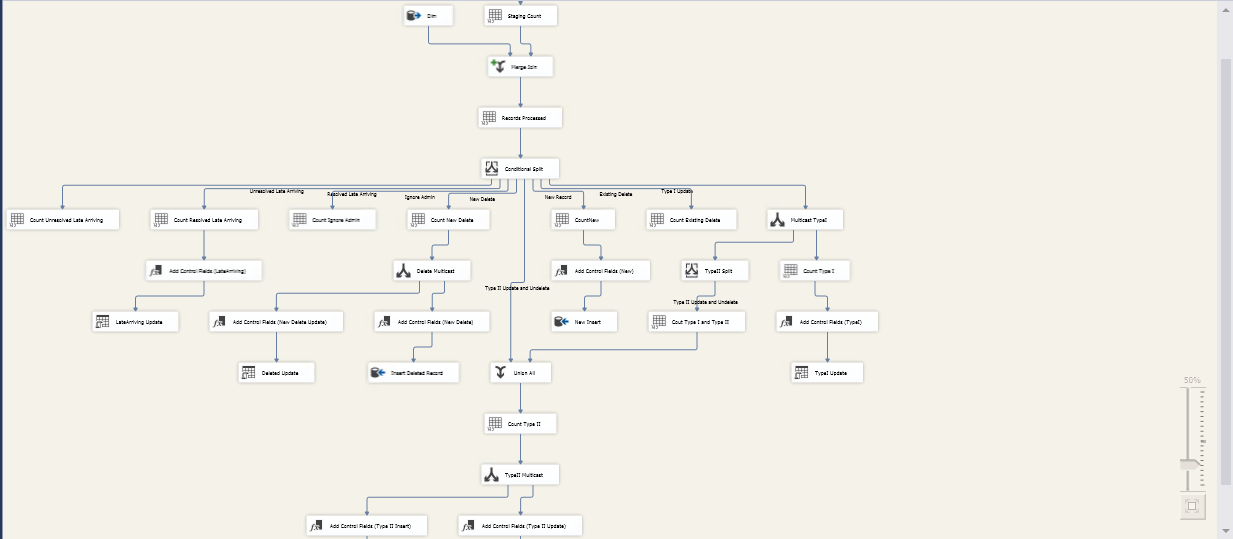 Dim
Staging Count
Merge Join
Records Processed
Conditional Split
Unresolved Late Arriving
Resolved Late Arriving
Ignore Admin
New Delete
New Record
Existing Delete
Type I Update
Count Unresolved Late Arriving
Count Resolved Late Arriving
Count Ignore Admin
Count New Delete
CountNew
Count Existing Delete
Multicast TypeI
Add Control Fields (LateArriving)
Delete Multicast
Add Control Fields (New)
TypeII Split
Count Type I
Type II Update and Undelete
Type II Update and Undelete
LateArriving Update
Add Control Fields (New Delete Update)
Add Control Fields (New Delete)
New Insert
Cout Type I and Type II
Add Control Fields (TypeI)
Deleted Update
Insert Deleted Record
Union All
TypeI Update
50%
Count Type II
TypeII Multicast
Add Control Fields (Type II Insert)
Add Control Fields (Type II Update)